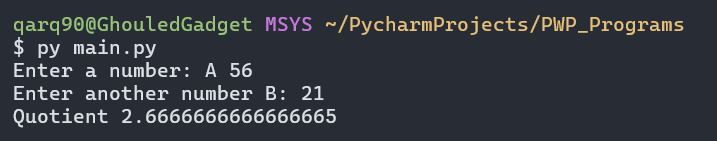 qarq90@GhouledGadget MSYS ~/PycharmProjects/PWP_Programs
$ py main.py
Enter a number: A 56
Enter another number B: 21
Quotient 2.6666666666666665